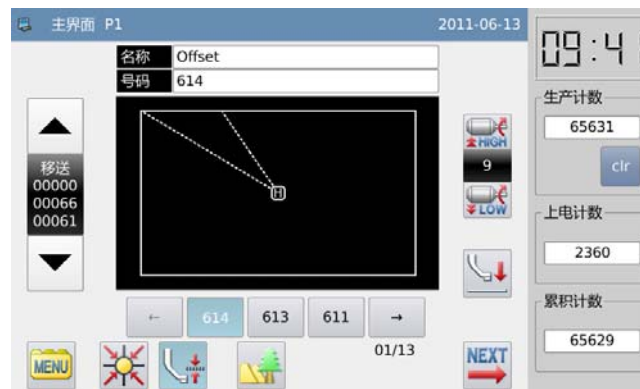 主界面 P1
2011-06-13
09:4
名称 Offset
号码 614
移送
00000
00066
00061
H
HIGH
9
LOW
← 614 613 611 →
01/13
MENU
NEXT
生产计数
65631
clr
上电计数
2360
累积计数
65629